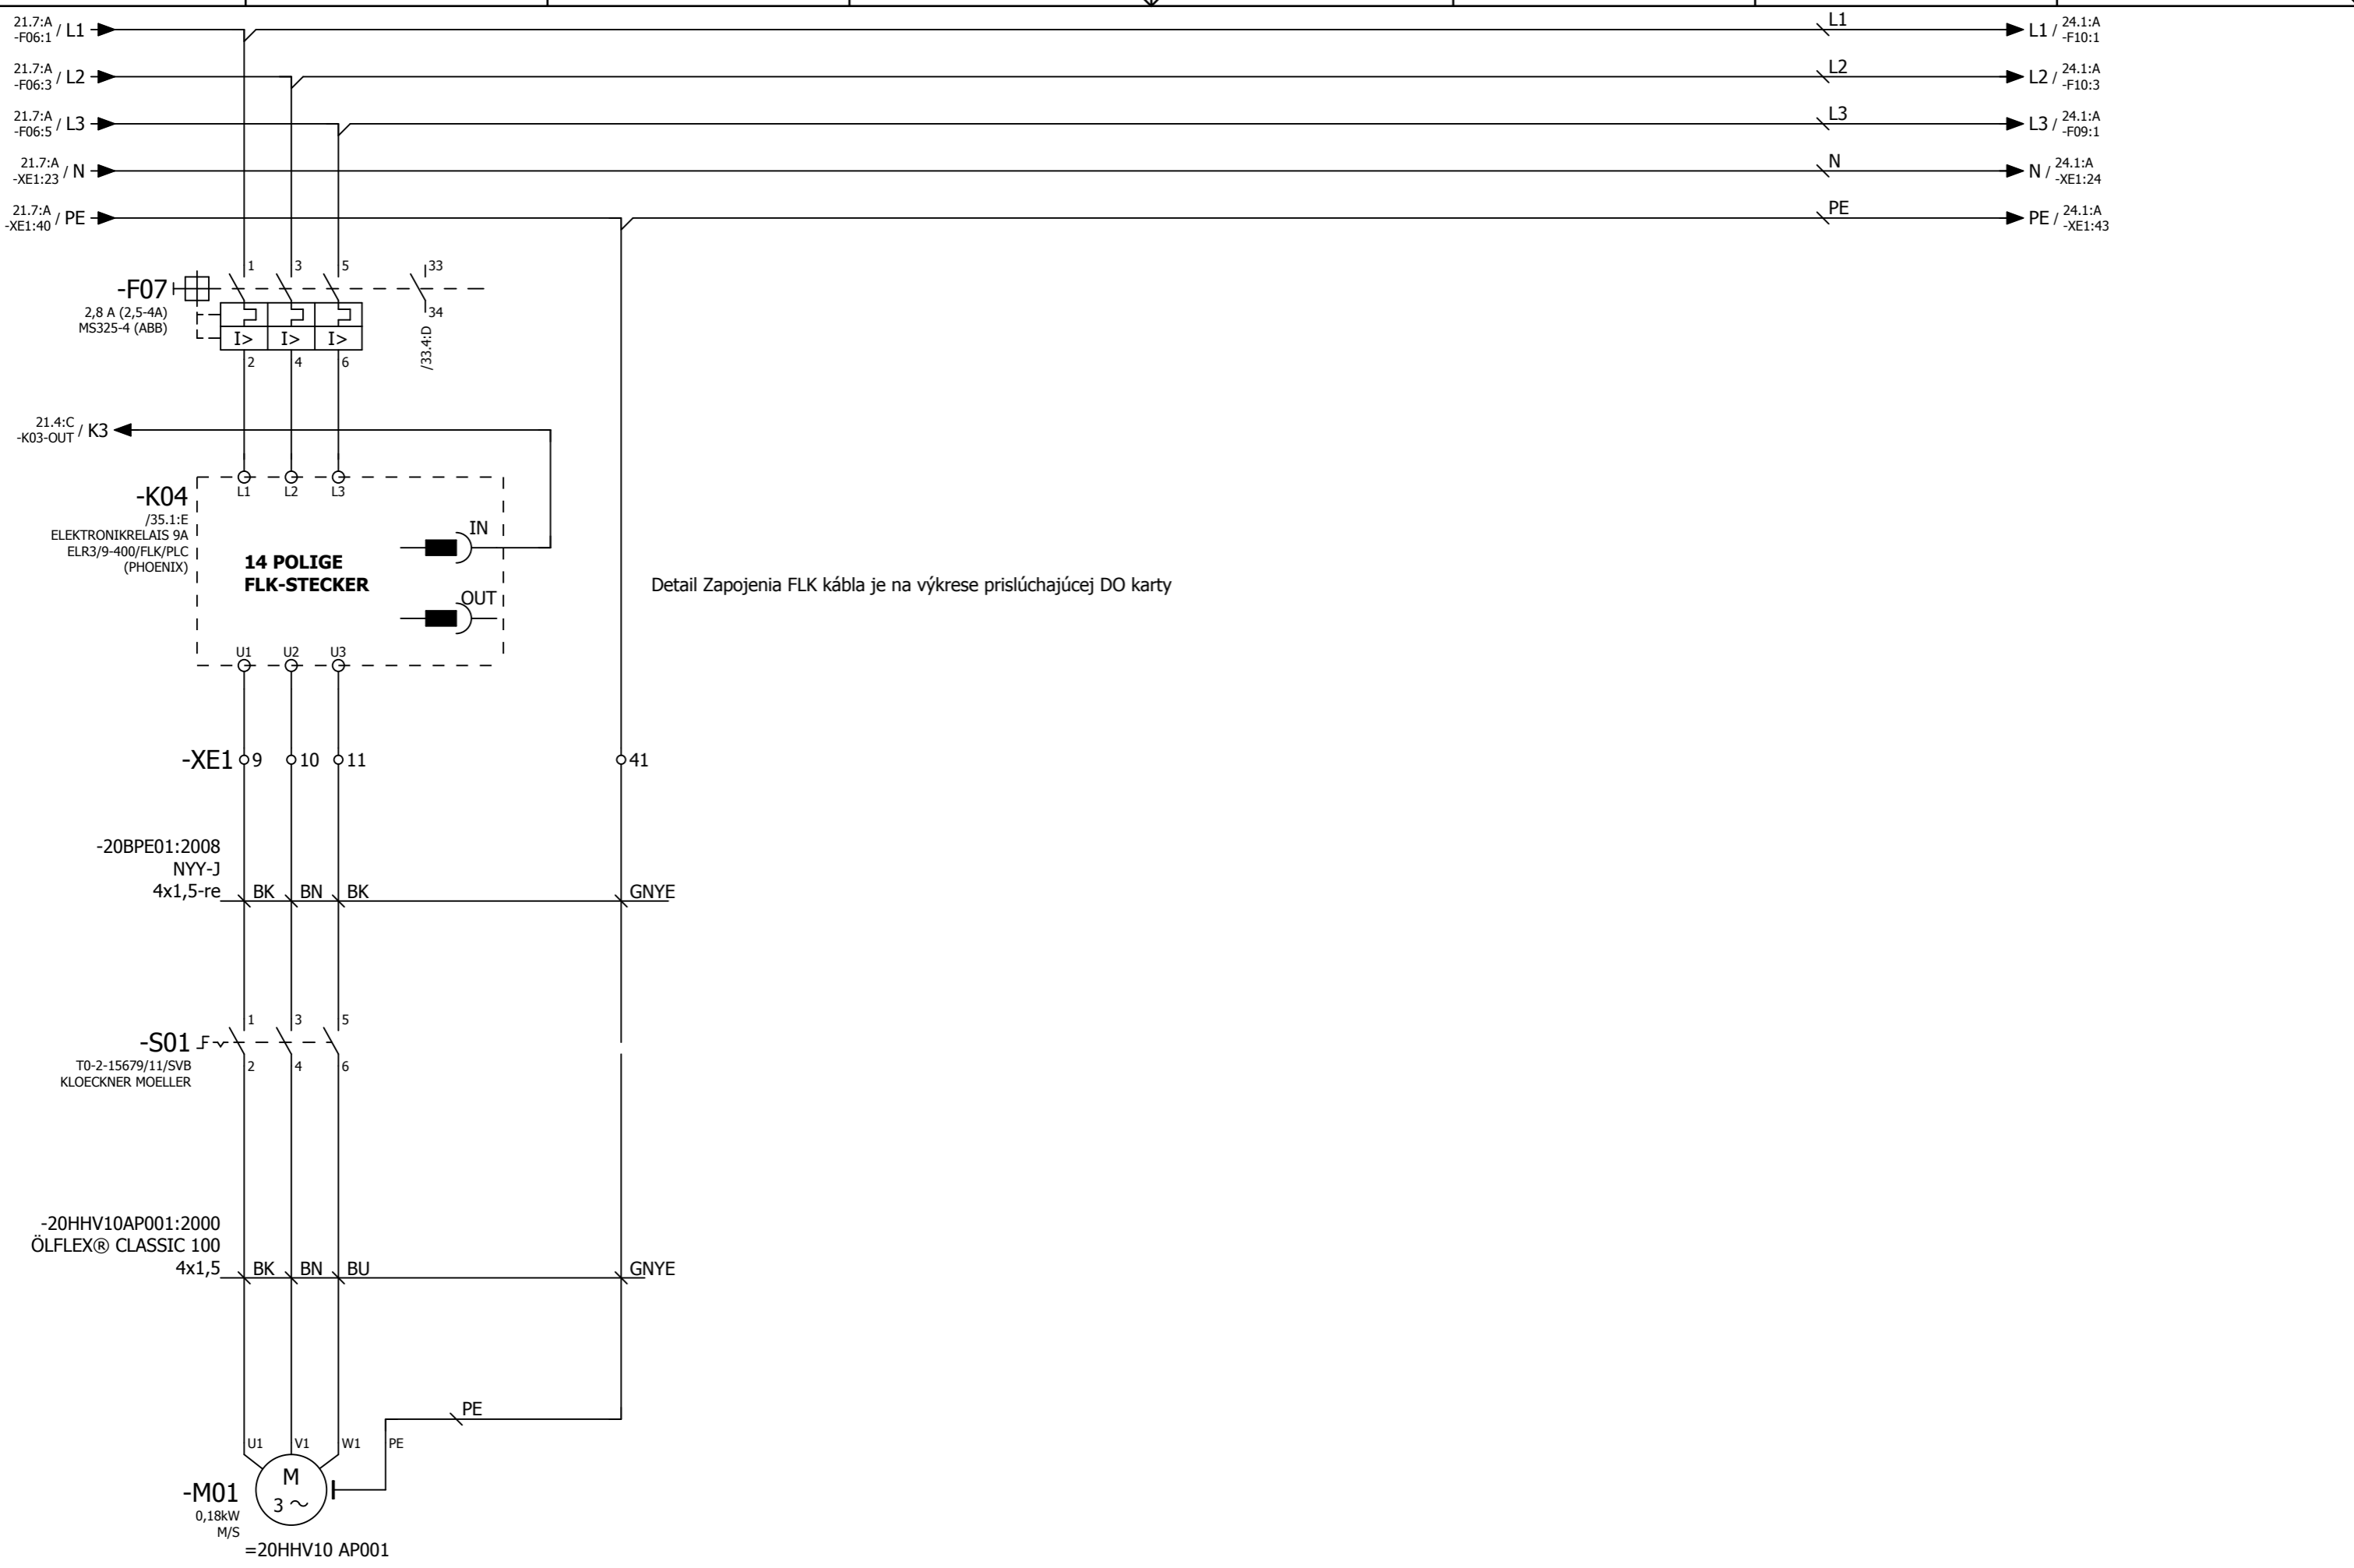 21.7:A
-F06:1 / L1
L1
L1 / 24.1:A
-F10:1
21.7:A
-F06:3 / L2
L2
L2 / 24.1:A
-F10:3
21.7:A
-F06:5 / L3
L3
L3 / 24.1:A
-F09:1
21.7:A
-XE1:23 / N
N
N / 24.1:A
-XE1:24
21.7:A
-XE1:40 / PE
PE
PE / 24.1:A
-XE1:43
1 3 5 33
-F07
2,8 A (2,5-4A)
MS325-4 (ABB)
34
I> I> I>
/33.4:D
2 4 6
21.4:C
-K03-OUT / K3
L1 L2 L3
-K04
/35.1:E
ELEKTRONIKRELAIS 9A
ELR3/9-400/FLK/PLC
(PHOENIX)
IN
14 POLIGE
FLK-STECKER
OUT
Detail Zapojenia FLK kábla je na výkrese prislúchajúcej DO karty
U1 U2 U3
-XE1 9 10 11 41
-20BPE01:2008
NYY-J
4x1,5-re BK BN BK GNYE
1 3 5
-S01
T0-2-15679/11/SVB
KLOECKNER MOELLER
2 4 6
-20HHV10AP001:2000
ÖLFLEX® CLASSIC 100
4x1,5 BK BN BU GNYE
PE
U1 V1 W1 PE
M
3 ~
-M01
0,18kW
M/S
=20HHV10 AP001